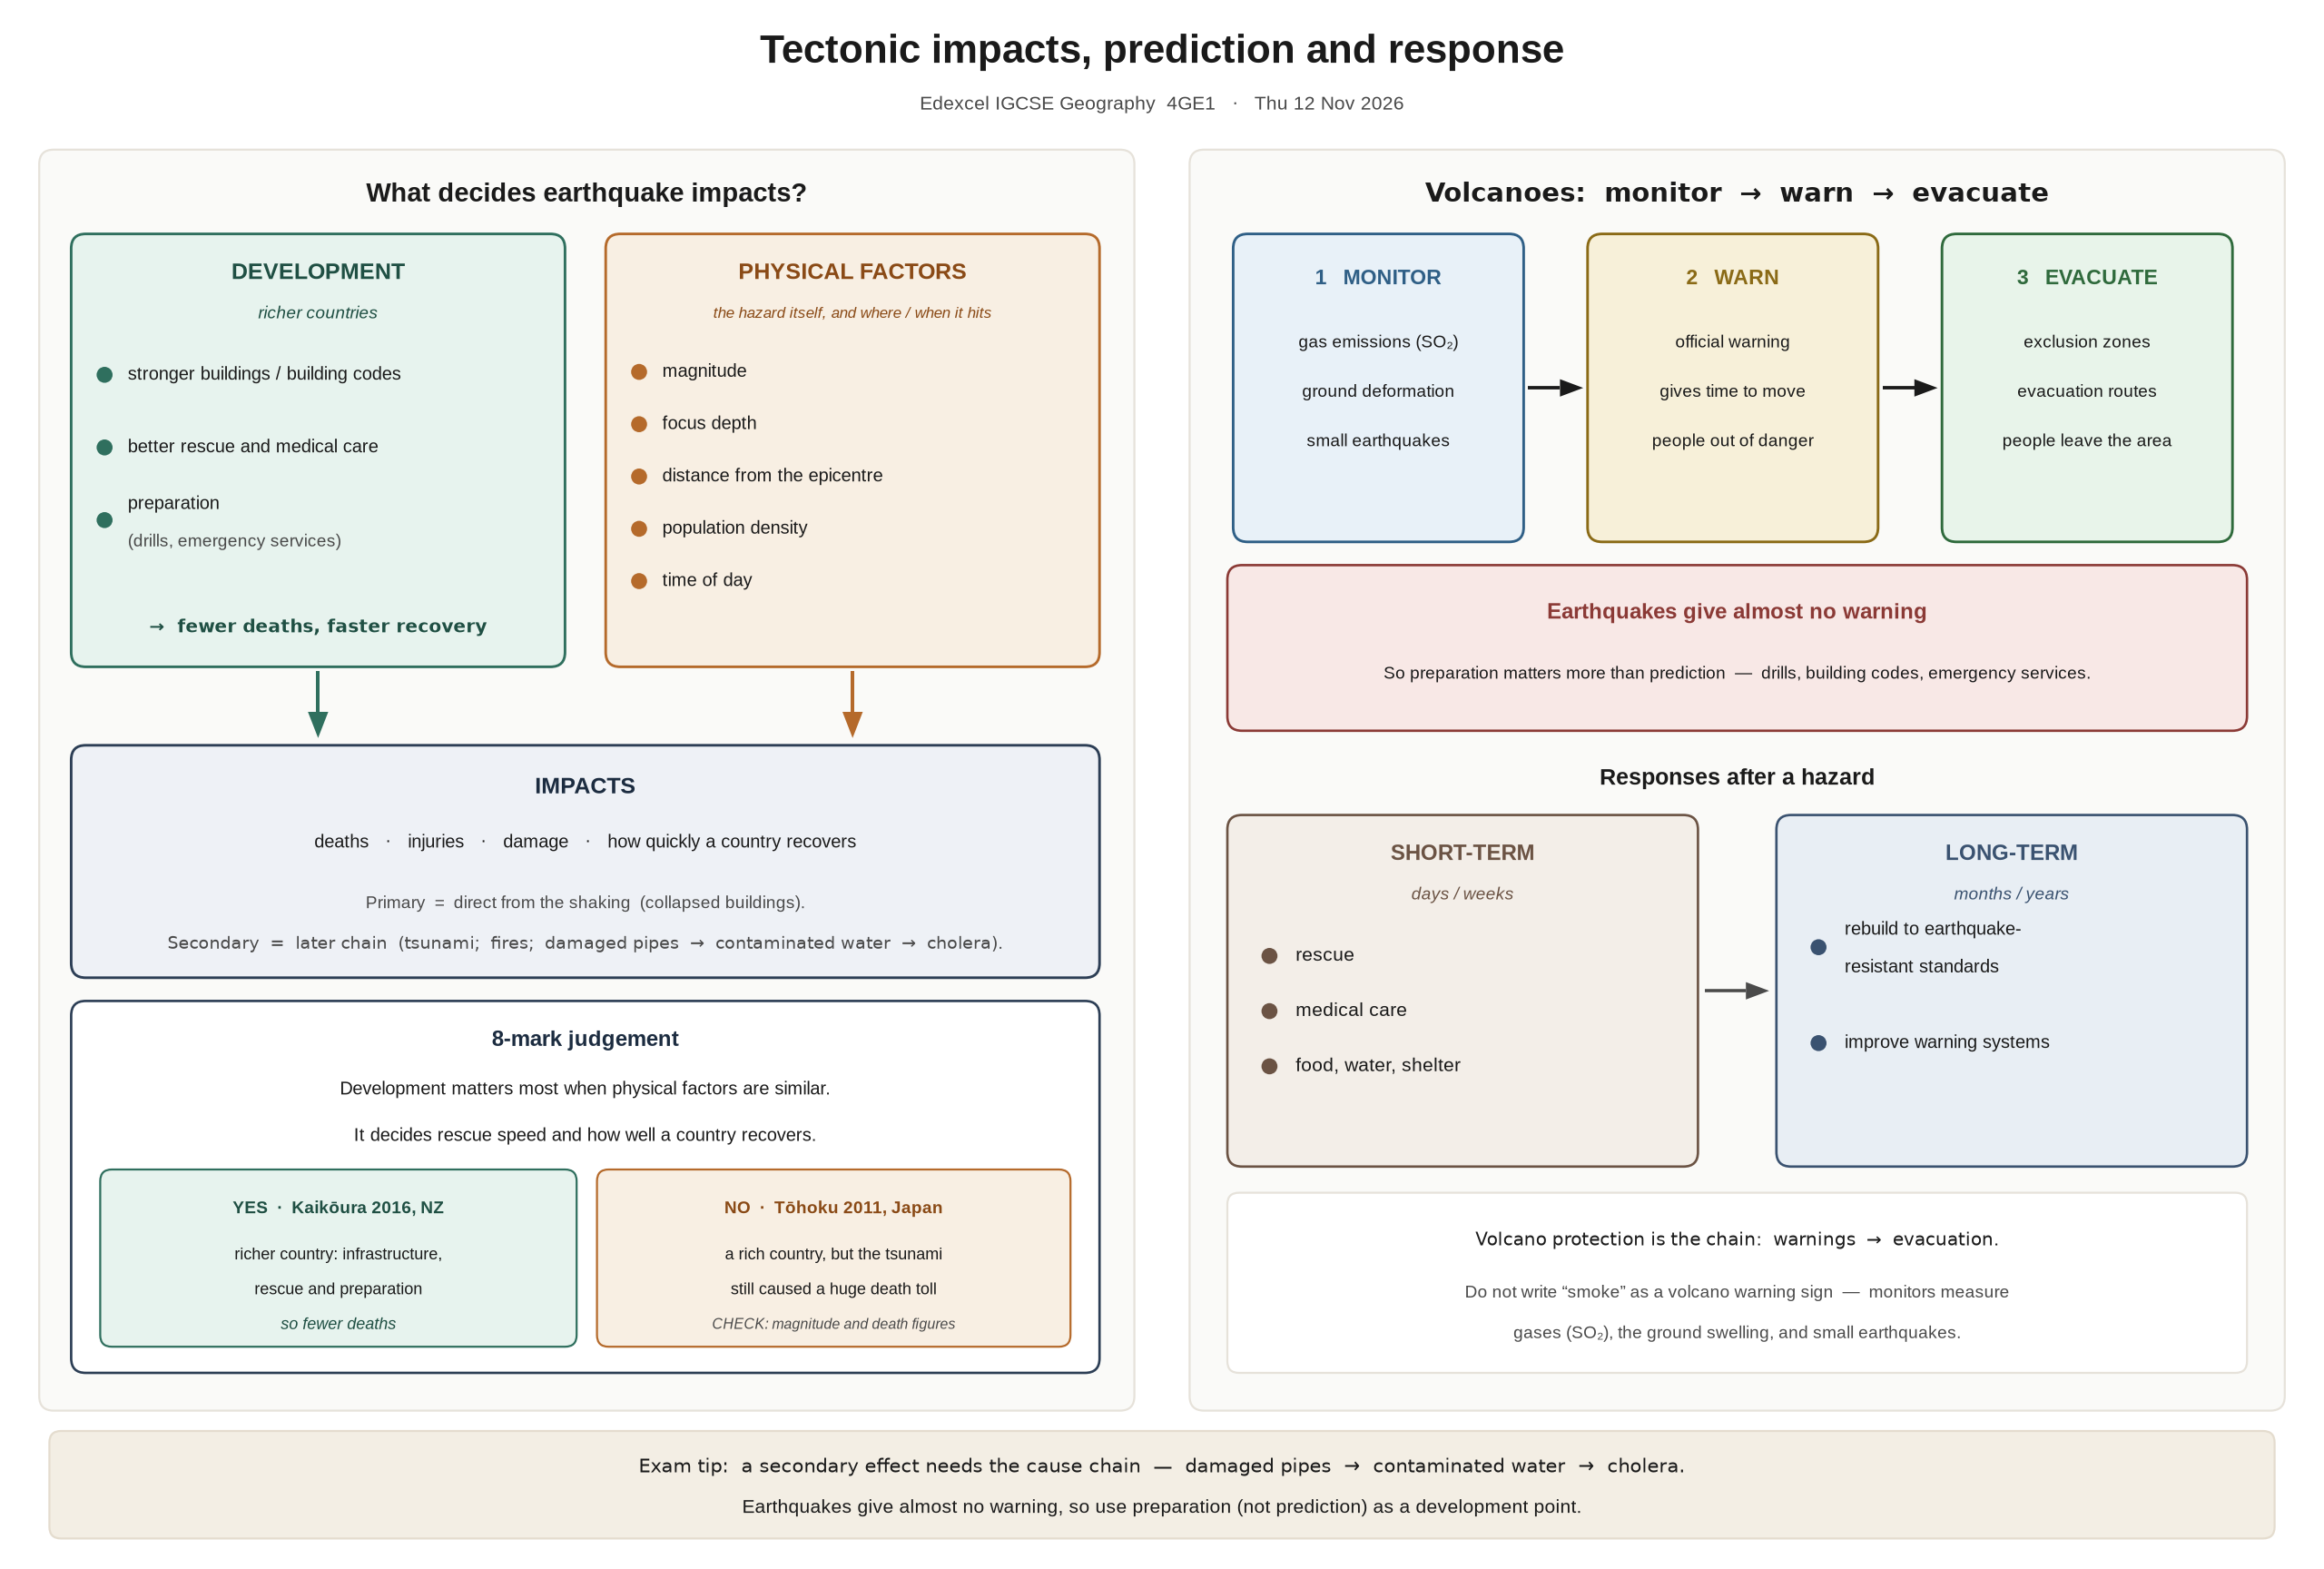 Tectonic impacts, prediction and response
Edexcel IGCSE Geography 4GE1 · Thu 12 Nov 2026
What decides earthquake impacts?
DEVELOPMENT
richer countries
stronger buildings / building codes
better rescue and medical care
preparation
(drills, emergency services)
→ fewer deaths, faster recovery
PHYSICAL FACTORS
the hazard itself, and where / when it hits
magnitude
focus depth
distance from the epicentre
population density
time of day
IMPACTS
deaths · injuries · damage · how quickly a country recovers
Primary = direct from the shaking (collapsed buildings).
Secondary = later chain (tsunami; fires; damaged pipes → contaminated water → cholera).
8-mark judgement
Development matters most when physical factors are similar.
It decides rescue speed and how well a country recovers.
YES · Kaikōura 2016, NZ
richer country: infrastructure,
rescue and preparation
so fewer deaths
NO · Tōhoku 2011, Japan
a rich country, but the tsunami
still caused a huge death toll
CHECK: magnitude and death figures
Volcanoes: monitor → warn → evacuate
1 MONITOR
gas emissions (SO₂)
ground deformation
small earthquakes
2 WARN
official warning
gives time to move
people out of danger
3 EVACUATE
exclusion zones
evacuation routes
people leave the area
Earthquakes give almost no warning
So preparation matters more than prediction — drills, building codes, emergency services.
Responses after a hazard
SHORT-TERM
days / weeks
rescue
medical care
food, water, shelter
LONG-TERM
months / years
rebuild to earthquake-
resistant standards
improve warning systems
Volcano protection is the chain: warnings → evacuation.
Do not write “smoke” as a volcano warning sign — monitors measure
gases (SO₂), the ground swelling, and small earthquakes.
Exam tip: a secondary effect needs the cause chain — damaged pipes → contaminated water → cholera.
Earthquakes give almost no warning, so use preparation (not prediction) as a development point.